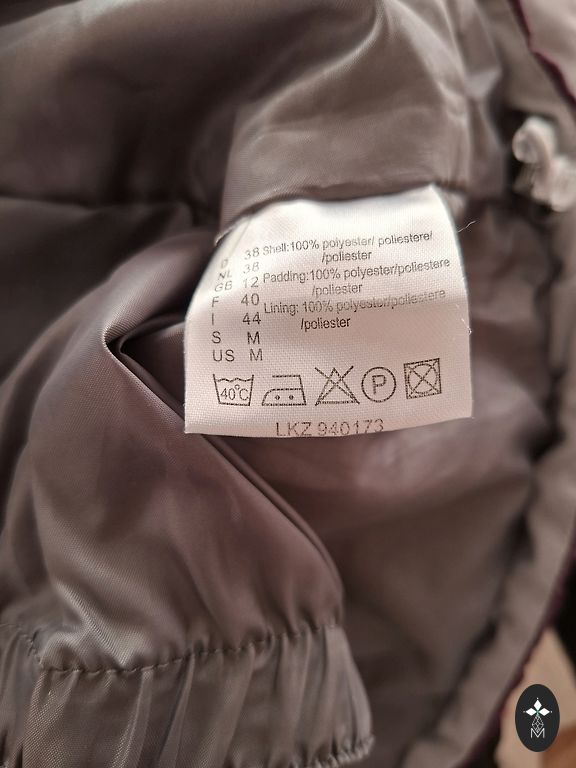 D 38 Shell:100% polyester/ poliestere/
/poliester
NL 38
GB 12 Padding:100% polyester/poliestere
/poliester
F 40 Lining: 100% polyester/poliestere
/poliester
I 44
S M
US M
40°C P
LKZ 940173
M